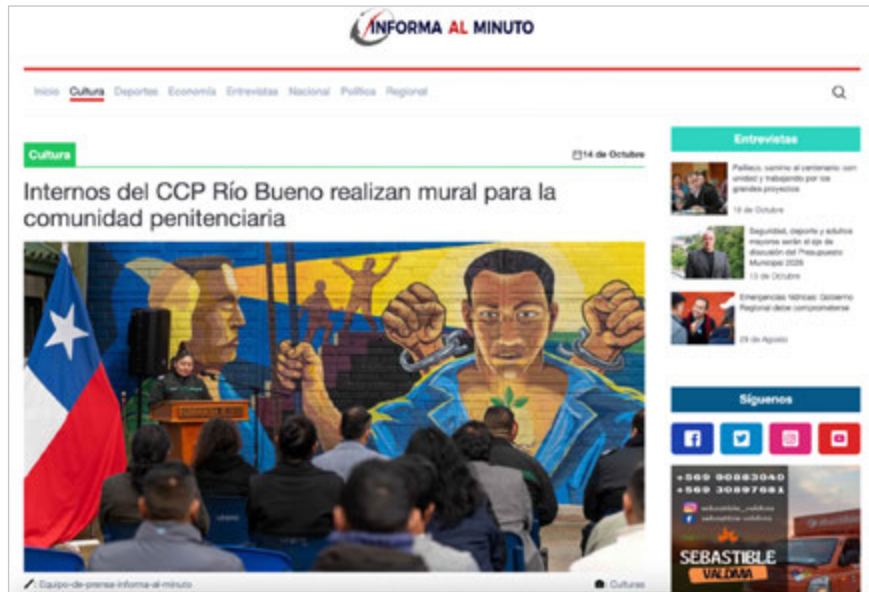 INFORMA AL MINUTO
Inicio Cultura Deportes Economía Entrevistas Nacional Política Regional
Cultura
14 de Octubre
Internos del CCP Río Bueno realizan mural para la
comunidad penitenciaria
: Equipo-de-prensa-informa-al-minuto
: Culturas
Entrevistas
Paillaco: camino al centenario con
unidad y trabajando por los
grandes proyectos
Seguridad, deporte y adultos
mayores serán el eje de
discusión del Presupuesto
Municipal 2026
13 de Octubre
Emergencias hídricas: Gobierno
Regional debe comprometerse
29 de Agosto
Síguenos
+569 90883040
+569 30897681
SEBASTIBLE
VALDIVIA